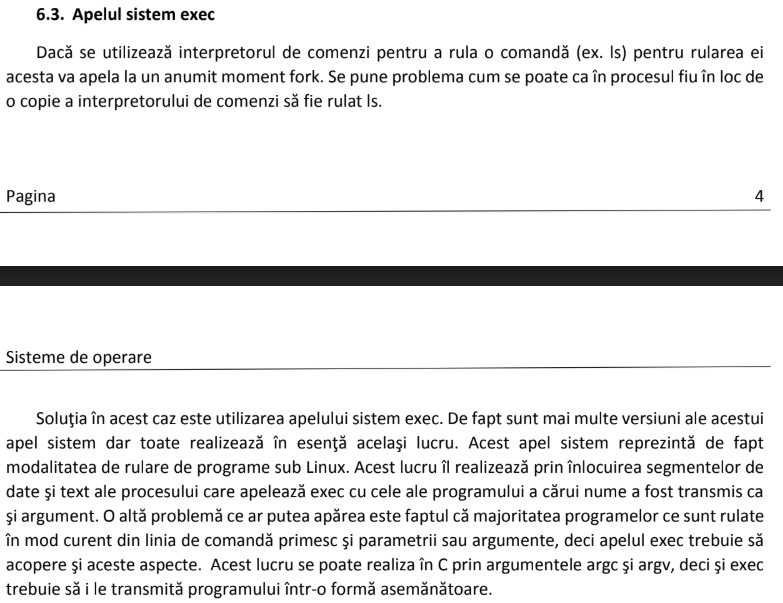 6.3. Apelul sistem exec
Dacă se utilizează interpretorul de comenzi pentru a rula o comandă (ex. ls) pentru rularea ei
acesta va apela la un anumit moment fork. Se pune problema cum se poate ca în procesul fiu în loc de
o copie a interpretorului de comenzi să fie rulat ls.
Pagina 4
Sisteme de operare
Soluţia în acest caz este utilizarea apelului sistem exec. De fapt sunt mai multe versiuni ale acestui
apel sistem dar toate realizează în esenţă acelaşi lucru. Acest apel sistem reprezintă de fapt
modalitatea de rulare de programe sub Linux. Acest lucru îl realizează prin înlocuirea segmentelor de
date şi text ale procesului care apelează exec cu cele ale programului a cărui nume a fost transmis ca
şi argument. O altă problemă ce ar putea apărea este faptul că majoritatea programelor ce sunt rulate
în mod curent din linia de comandă primesc şi parametrii sau argumente, deci apelul exec trebuie să
acopere şi aceste aspecte. Acest lucru se poate realiza în C prin argumentele argc şi argv, deci şi exec
trebuie să i le transmită programului într-o formă asemănătoare.